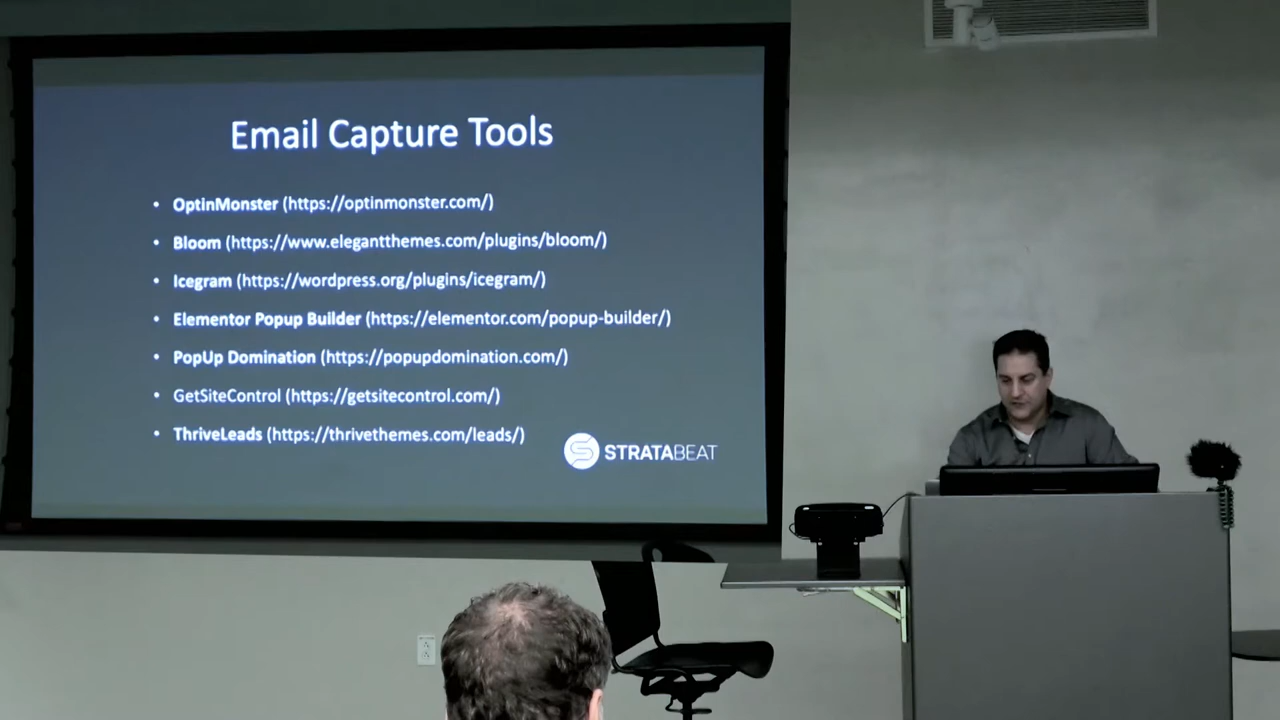 Email Capture Tools
• OptinMonster (https://optinmonster.com/)
• Bloom (https://www.elegantthemes.com/plugins/bloom/)
• Icegram (https://wordpress.org/plugins/icegram/)
• Elementor Popup Builder (https://elementor.com/popup-builder/)
• PopUp Domination (https://popupdomination.com/)
• GetSiteControl (https://getsitecontrol.com/)
• ThriveLeads (https://thrivethemes.com/leads/)
STRATABEAT